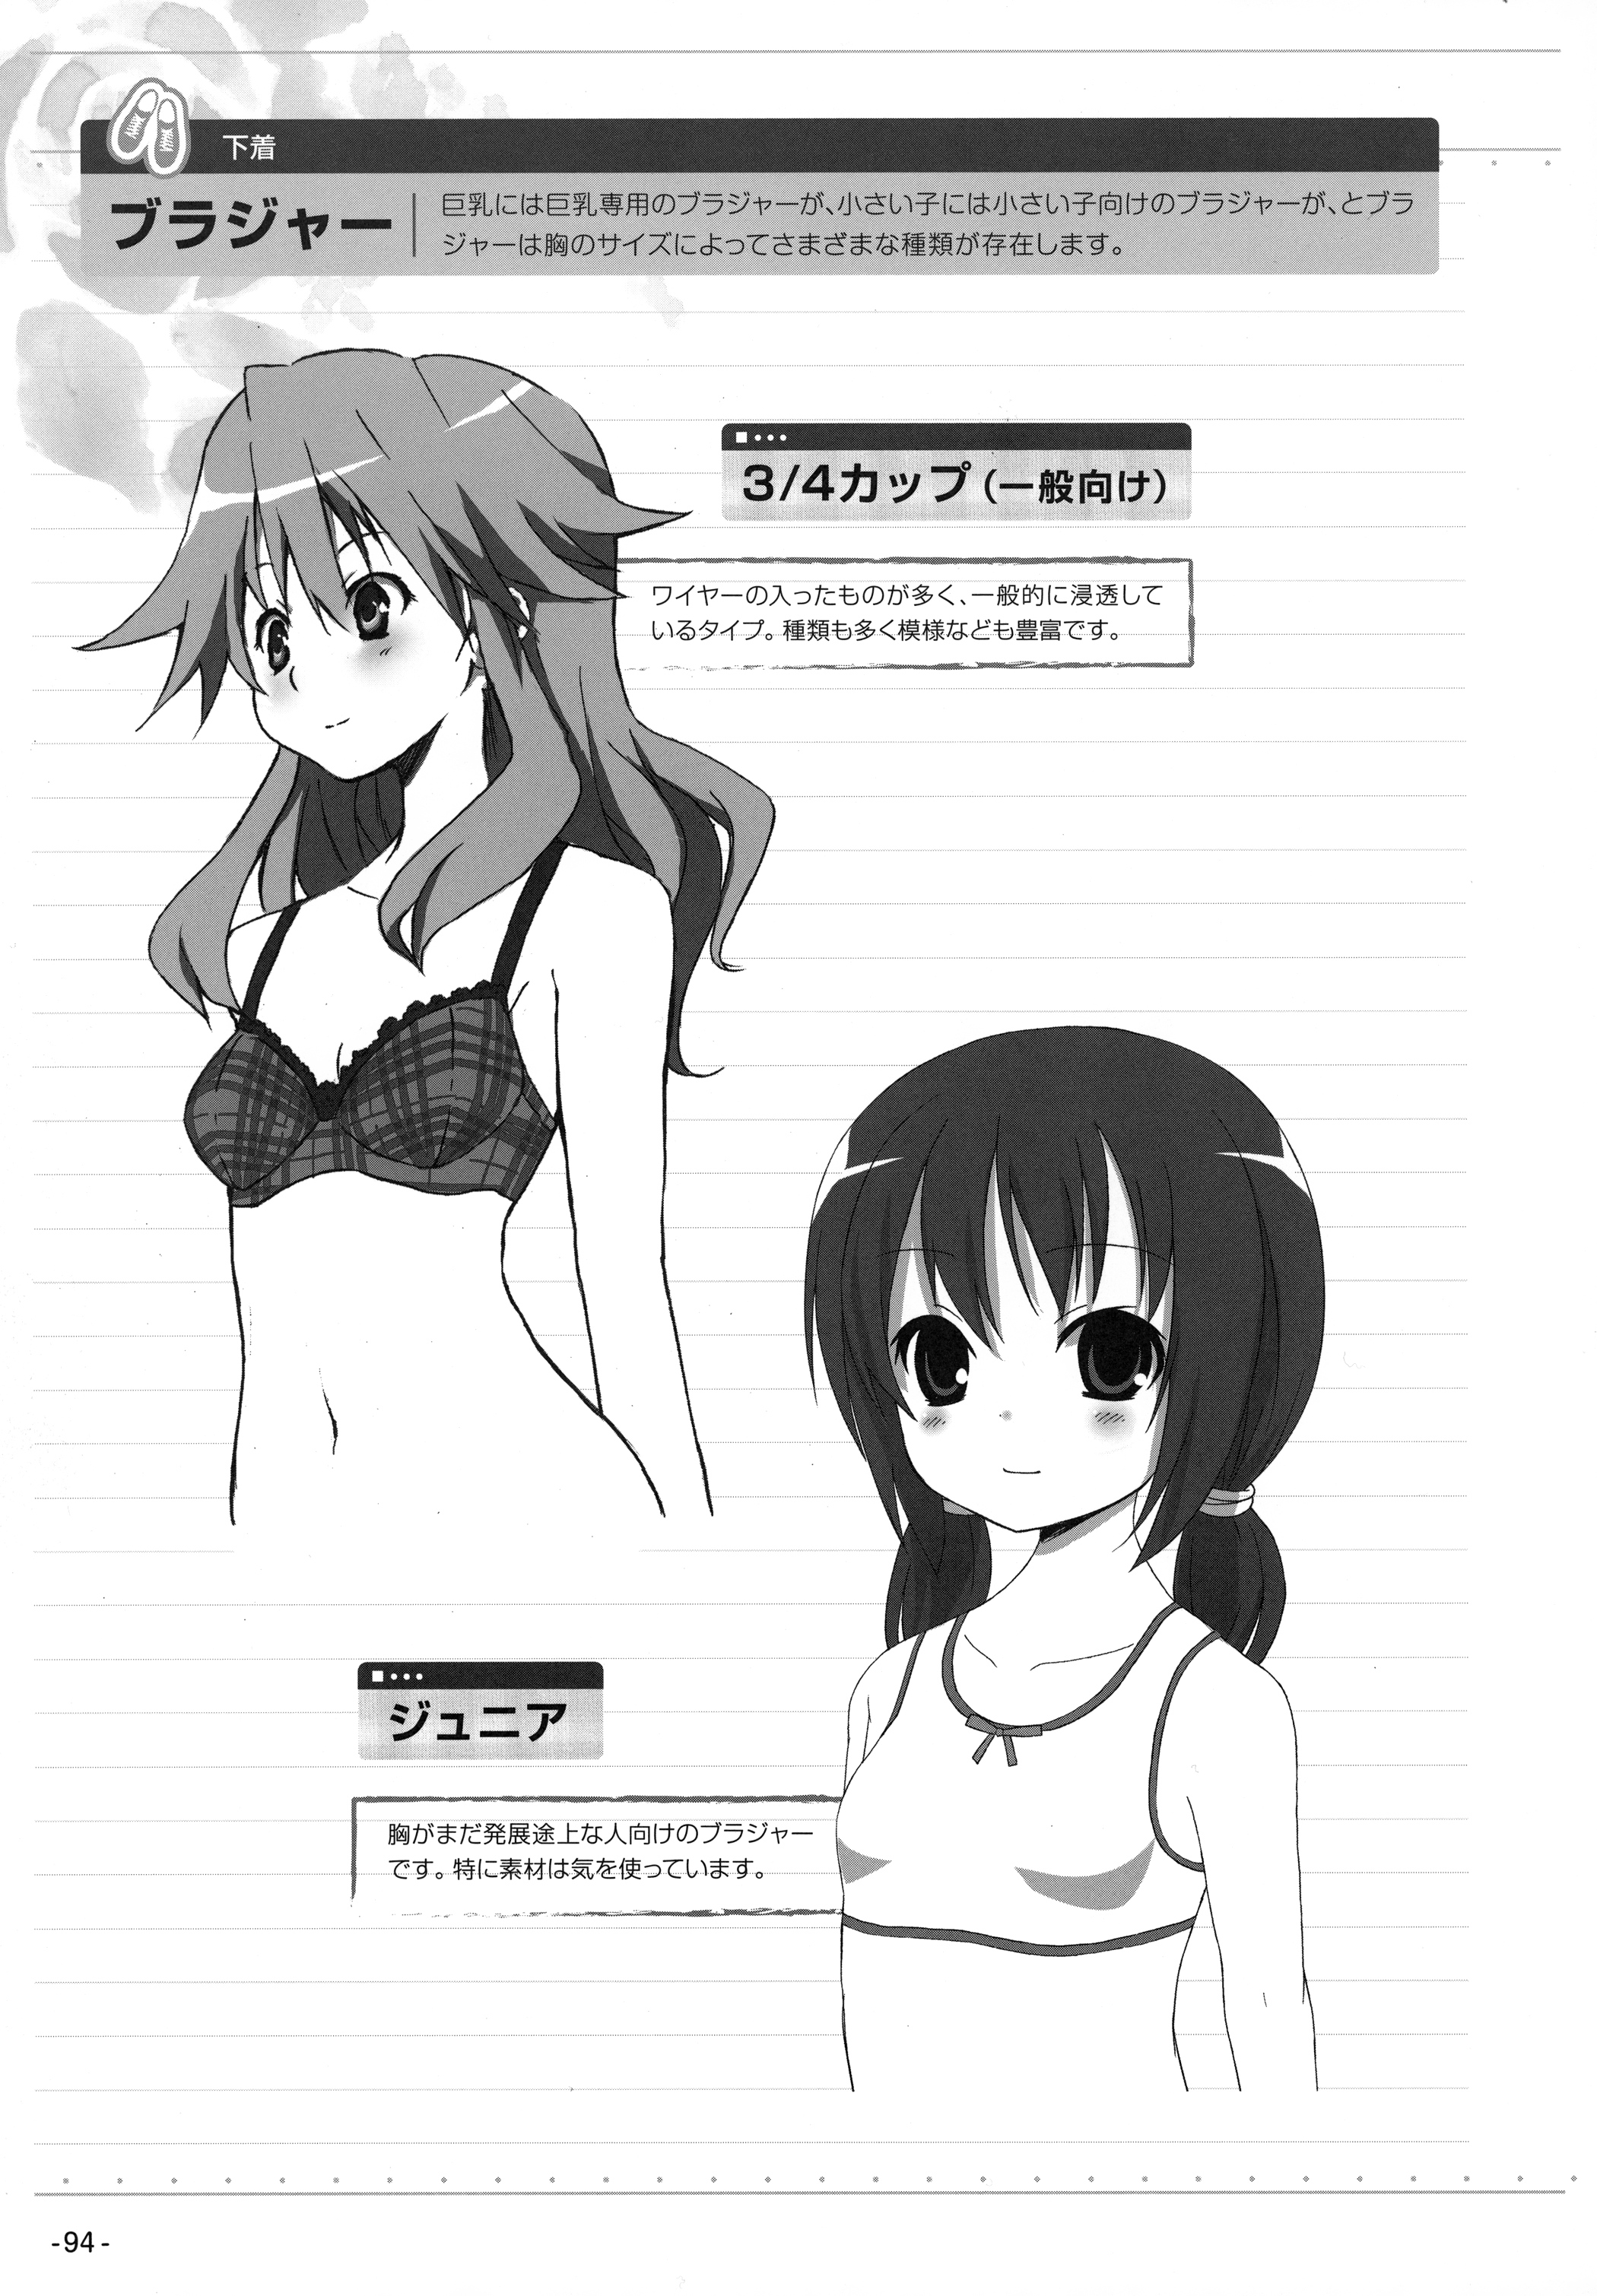 下着
ブラジャー
巨乳には巨乳専用のブラジャーが、小さい子には小さい子向けのブラジャーが、とブラ
ジャーは胸のサイズによってさまざまな種類が存在します。
3/4カップ(一般向け)
ワイヤーの入ったものが多く、一般的に浸透して
いるタイプ。種類も多く模様なども豊富です。
ジュニア
胸がまだ発展途上な人向けのブラジャー
です。特に素材は気を使っています。
-94-